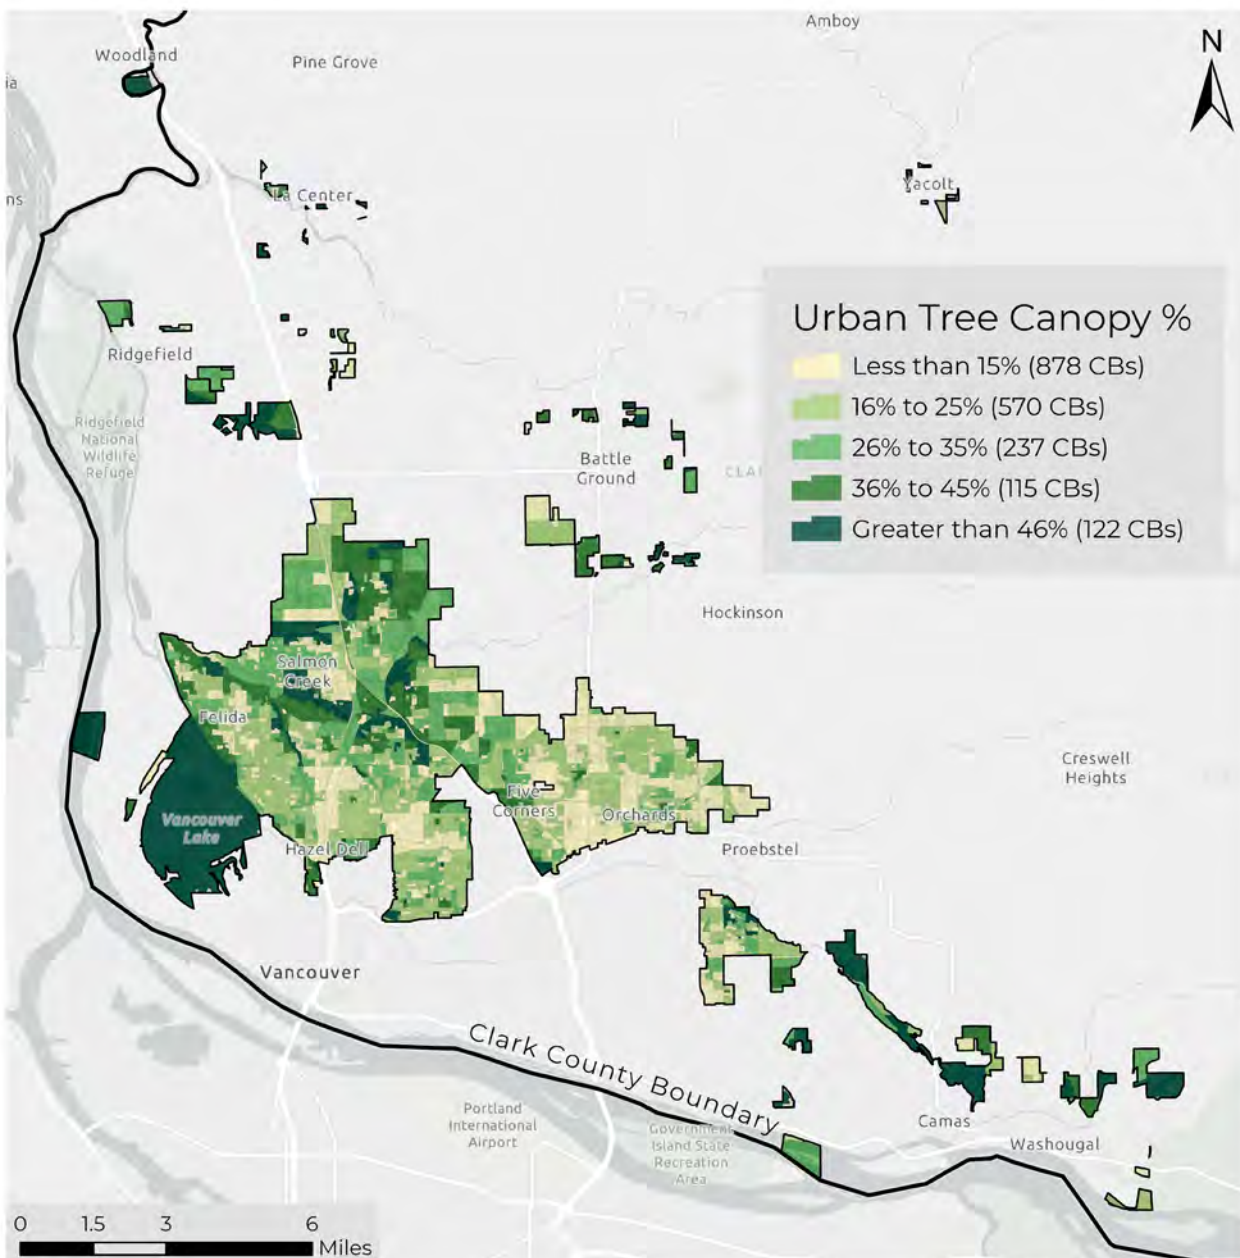 Amboy
N
Woodland
Pine Grove
ia
Yacolt
La Center
ns
Urban Tree Canopy %
Less than 15% (878 CBs)
16% to 25% (570 CBs)
26% to 35% (237 CBs)
36% to 45% (115 CBs)
Greater than 46% (122 CBs)
Ridgefield
Ridgefield
National
Wildlife
Refuge
Battle
Ground
CLA
Hockinson
Salmon
Creek
Felida
Creswell
Heights
Five
Corners
Orchards
Vancouver
Lake
Hazel Dell
Proebstel
Vancouver
Clark County Boundary
Portland
International
Airport
Government
Island State
Recreation
Area
Camas
Washougal
0 1.5 3 6
Miles